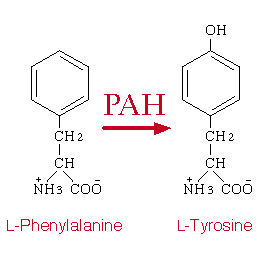 OH
PAH
CH2 CH2
CH CH
+ - + -
NH3 COO NH3 COO
L-Phenylalanine L-Tyrosine